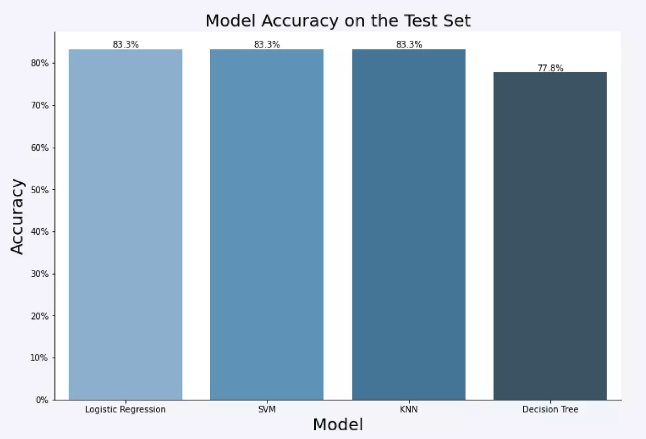 Model Accuracy on the Test Set
83.3%
83.3%
83.3%
77.8%
80%
70%
60%
50%
40%
30%
20%
10%
0%
Accuracy
Logistic Regression
SVM
KNN
Decision Tree
Model